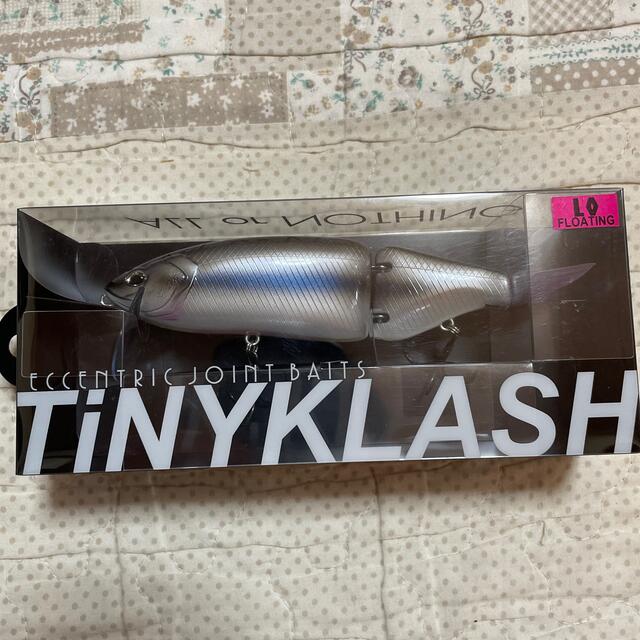 ALL or NOTHING
LO
FLOATING
ECCENTRIC JOINT BAITS
TiNYKLASH